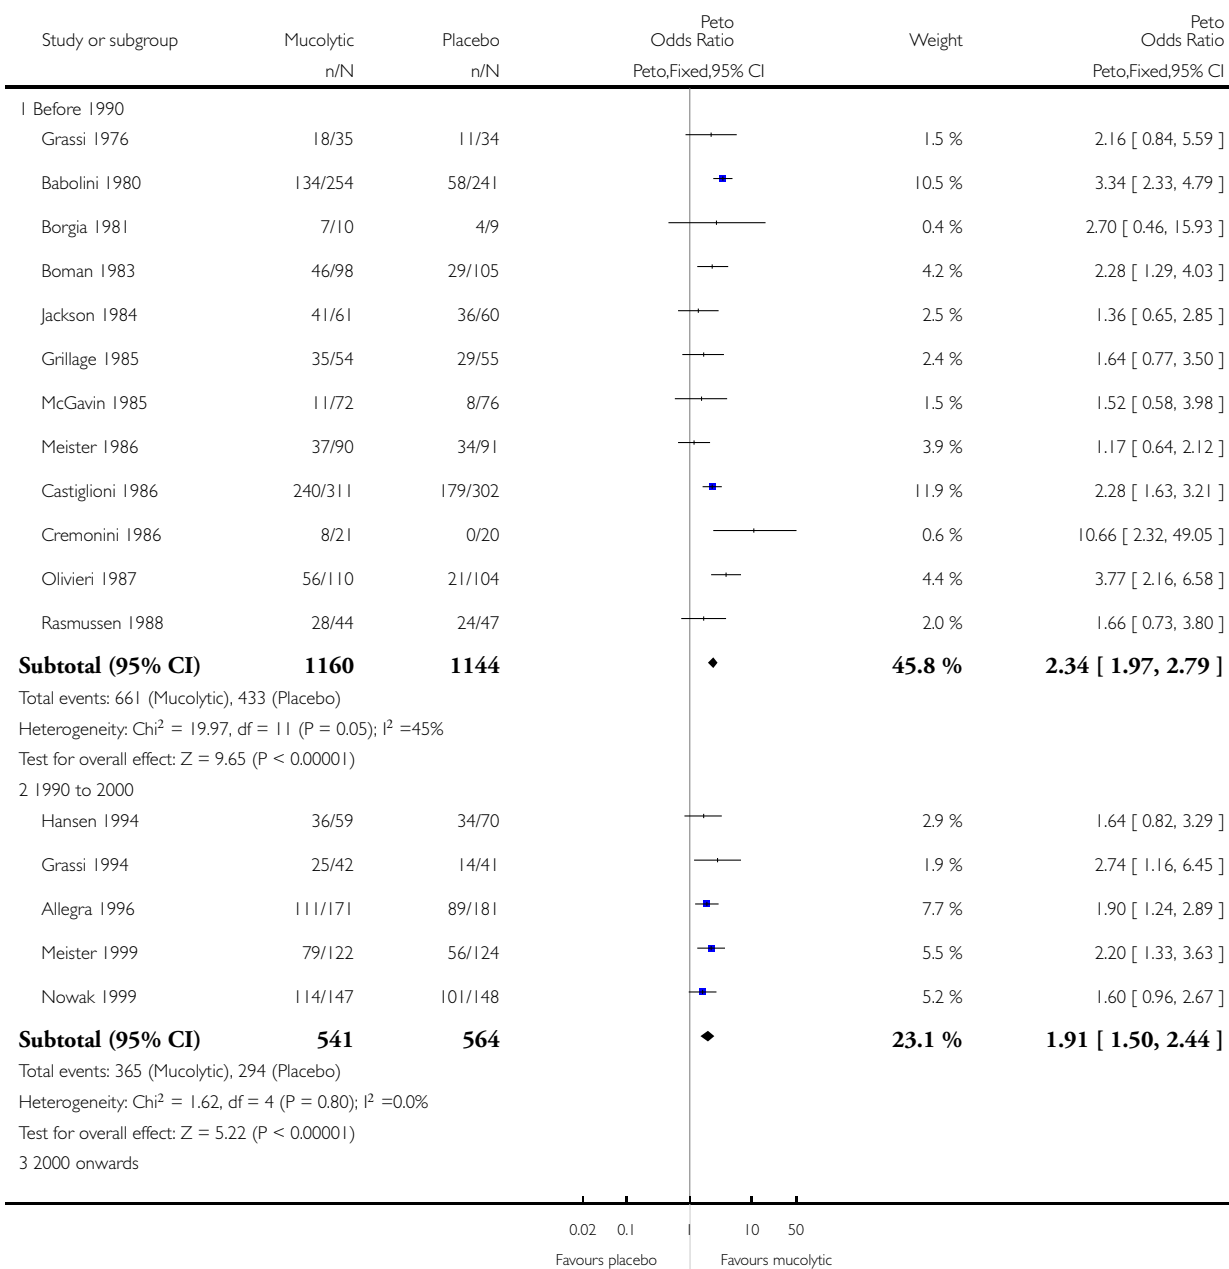 Study or subgroup Mucolytic Placebo Peto Odds Ratio Weight Peto Odds Ratio
n/N n/N Peto,Fixed,95% CI Peto,Fixed,95% CI
1 Before 1990
Grassi 1976 18/35 11/34 1.5 % 2.16 [ 0.84, 5.59 ]
Babolini 1980 134/254 58/241 10.5 % 3.34 [ 2.33, 4.79 ]
Borgia 1981 7/10 4/9 0.4 % 2.70 [ 0.46, 15.93 ]
Boman 1983 46/98 29/105 4.2 % 2.28 [ 1.29, 4.03 ]
Jackson 1984 41/61 36/60 2.5 % 1.36 [ 0.65, 2.85 ]
Grillage 1985 35/54 29/55 2.4 % 1.64 [ 0.77, 3.50 ]
McGavin 1985 11/72 8/76 1.5 % 1.52 [ 0.58, 3.98 ]
Meister 1986 37/90 34/91 3.9 % 1.17 [ 0.64, 2.12 ]
Castiglioni 1986 240/311 179/302 11.9 % 2.28 [ 1.63, 3.21 ]
Cremonini 1986 8/21 0/20 0.6 % 10.66 [ 2.32, 49.05 ]
Olivieri 1987 56/110 21/104 4.4 % 3.77 [ 2.16, 6.58 ]
Rasmussen 1988 28/44 24/47 2.0 % 1.66 [ 0.73, 3.80 ]
Subtotal (95% CI) 1160 1144 45.8 % 2.34 [ 1.97, 2.79 ]
Total events: 661 (Mucolytic), 433 (Placebo)
Heterogeneity: Chi² = 19.97, df = 11 (P = 0.05); I² =45%
Test for overall effect: Z = 9.65 (P < 0.00001)
2 1990 to 2000
Hansen 1994 36/59 34/70 2.9 % 1.64 [ 0.82, 3.29 ]
Grassi 1994 25/42 14/41 1.9 % 2.74 [ 1.16, 6.45 ]
Allegra 1996 111/171 89/181 7.7 % 1.90 [ 1.24, 2.89 ]
Meister 1999 79/122 56/124 5.5 % 2.20 [ 1.33, 3.63 ]
Nowak 1999 114/147 101/148 5.2 % 1.60 [ 0.96, 2.67 ]
Subtotal (95% CI) 541 564 23.1 % 1.91 [ 1.50, 2.44 ]
Total events: 365 (Mucolytic), 294 (Placebo)
Heterogeneity: Chi² = 1.62, df = 4 (P = 0.80); I² =0.0%
Test for overall effect: Z = 5.22 (P < 0.00001)
3 2000 onwards
0.02 0.1 1 10 50
Favours placebo Favours mucolytic